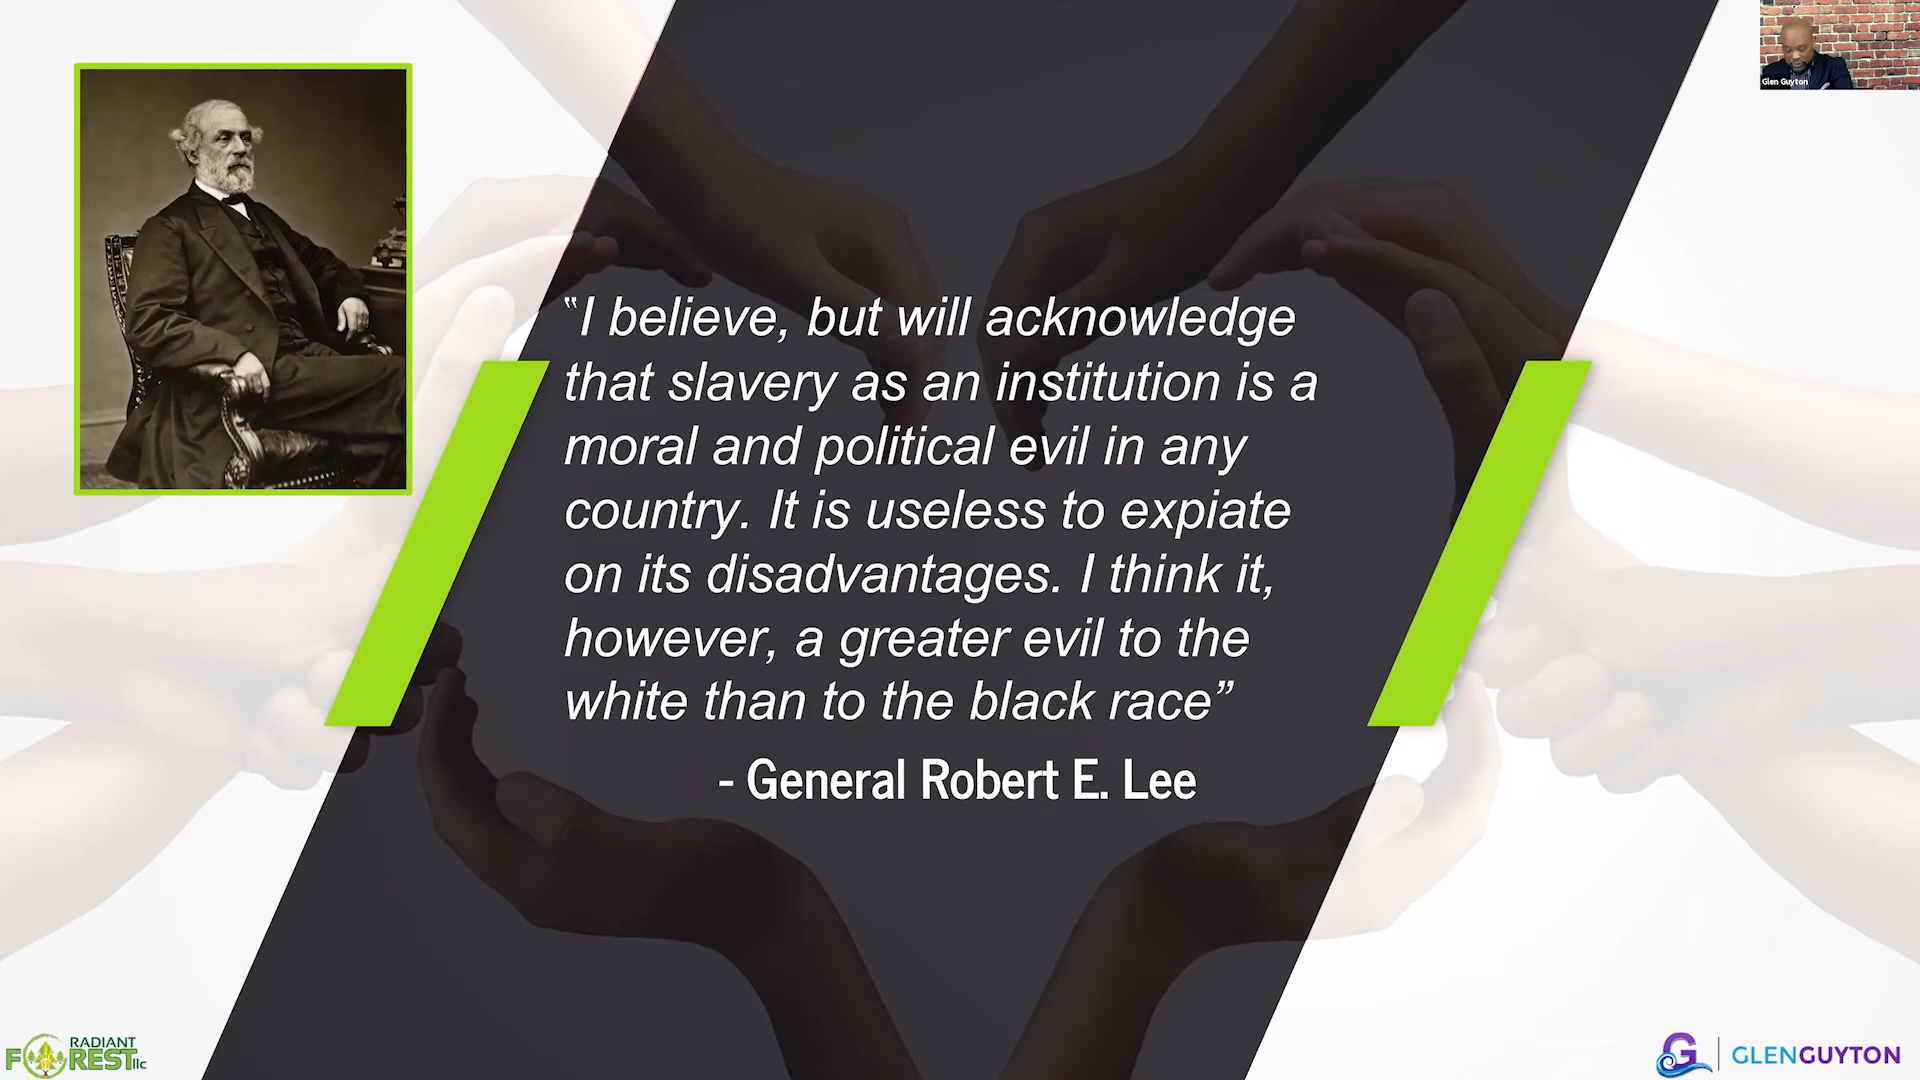 Glen Guyton
“I believe, but will acknowledge
that slavery as an institution is a
moral and political evil in any
country. It is useless to expiate
on its disadvantages. I think it,
however, a greater evil to the
white than to the black race”
- General Robert E. Lee
RADIANT
FOREST llc
G | GLENGUYTON